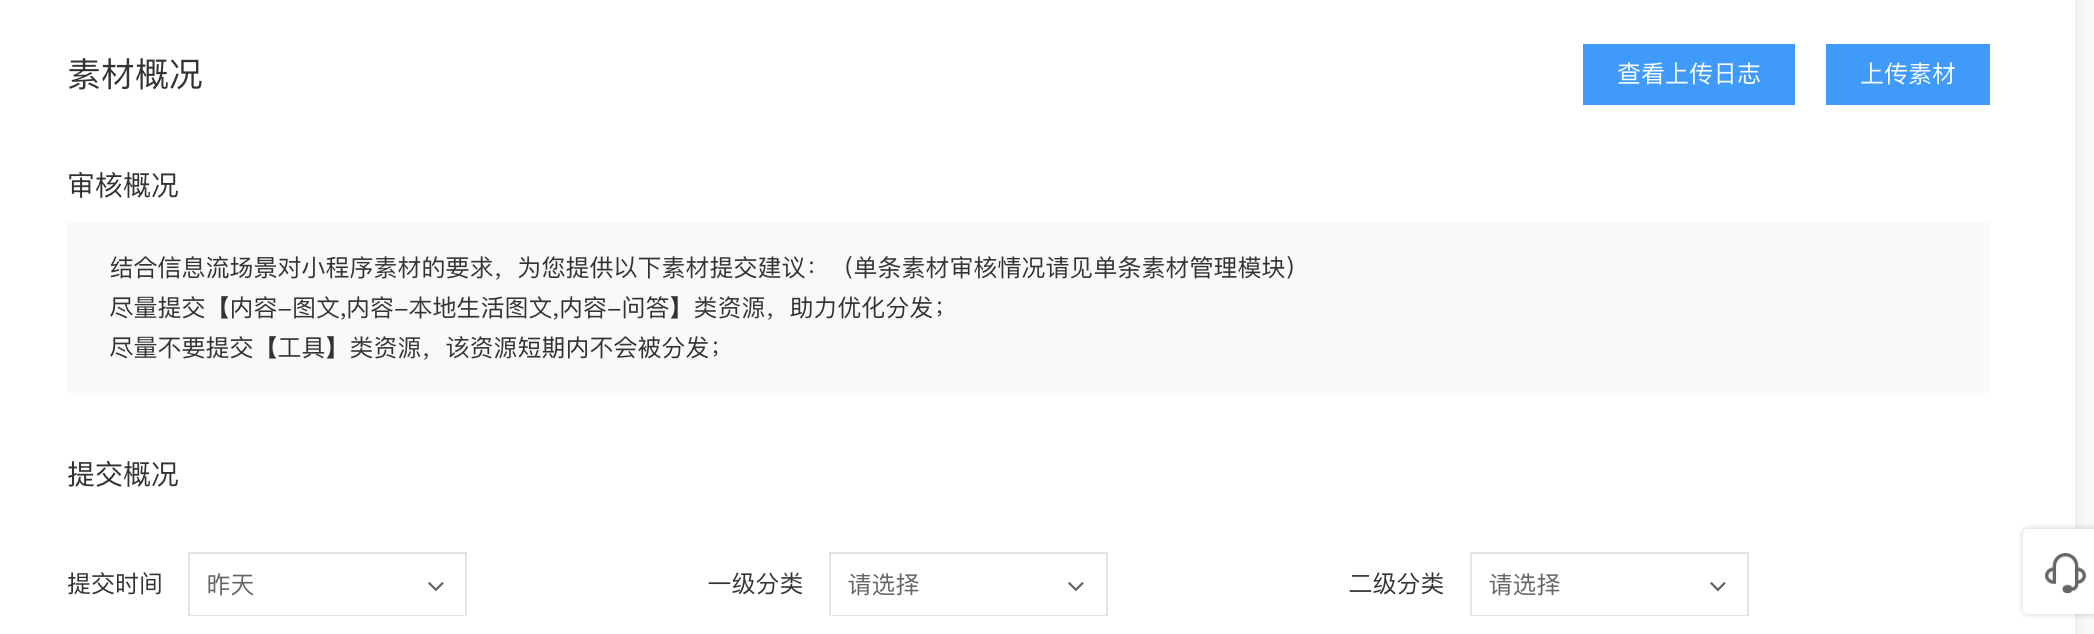 素材概况
查看上传日志
上传素材
审核概况
结合信息流场景对小程序素材的要求，为您提供以下素材提交建议：（单条素材审核情况请见单条素材管理模块）
尽量提交【内容-图文,内容-本地生活图文,内容-问答】类资源，助力优化分发；
尽量不要提交【工具】类资源，该资源短期内不会被分发；
提交概况
提交时间 昨天 一级分类 请选择 二级分类 请选择